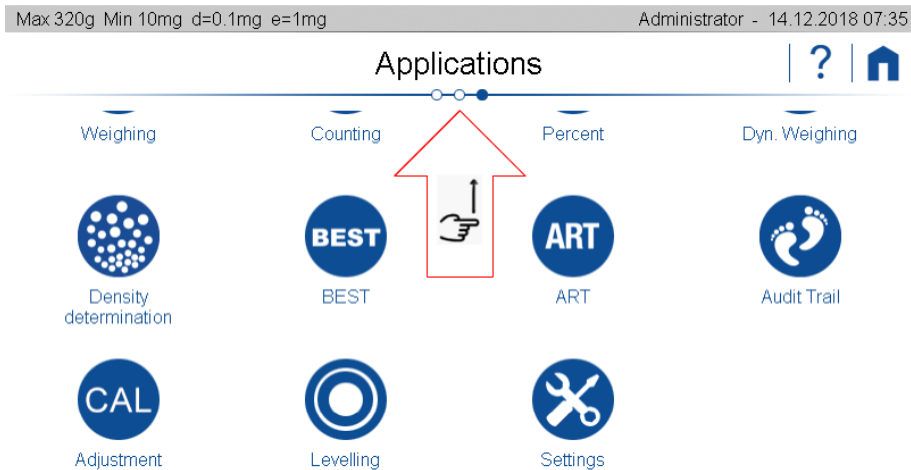 Max 320g Min 10mg d=0.1mg e=1mg
Administrator - 14.12.2018 07:35
Applications
?
Weighing
Counting
Percent
Dyn. Weighing
BEST
ART
Density
determination
BEST
ART
Audit Trail
CAL
Adjustment
Levelling
Settings